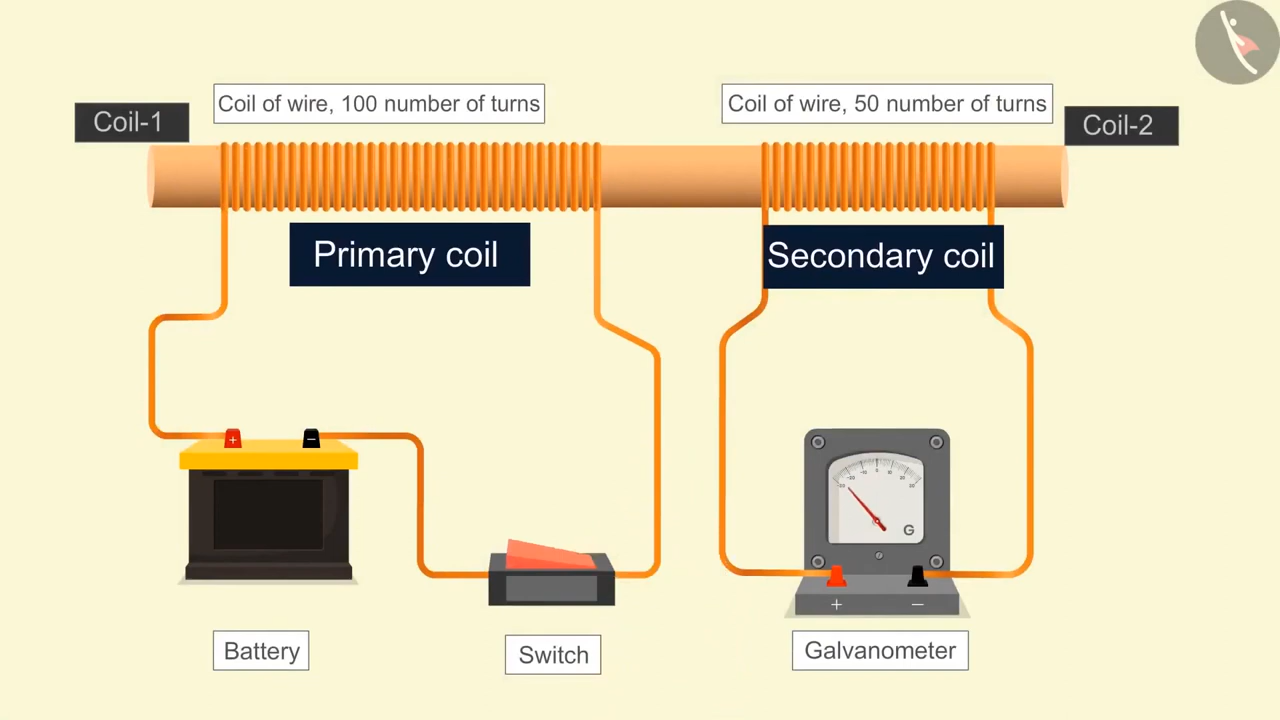 Coil of wire, 100 number of turns
Coil of wire, 50 number of turns
Coil-1
Coil-2
Primary coil
Secondary coil
+
−
G
+
−
Battery
Switch
Galvanometer